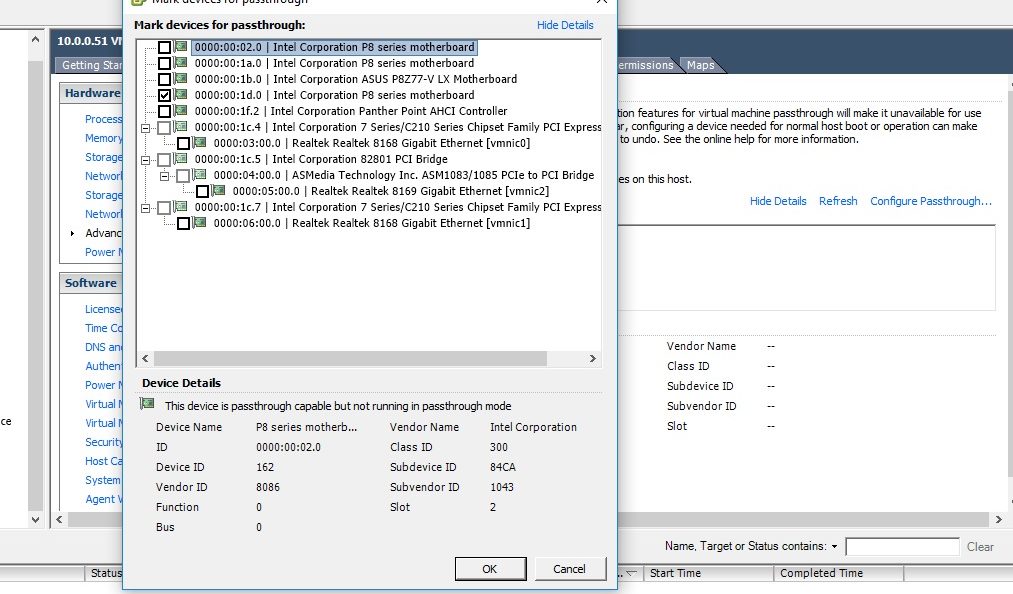 Mark devices for passthrough
Mark devices for passthrough:
Hide Details
0000:00:02.0 | Intel Corporation P8 series motherboard
0000:00:1a.0 | Intel Corporation P8 series motherboard
0000:00:1b.0 | Intel Corporation ASUS P8Z77-V LX Motherboard
0000:00:1d.0 | Intel Corporation P8 series motherboard
0000:00:1f.2 | Intel Corporation Panther Point AHCI Controller
0000:00:1c.4 | Intel Corporation 7 Series/C210 Series Chipset Family PCI Express
0000:03:00.0 | Realtek Realtek 8168 Gigabit Ethernet [vmnic0]
0000:00:1c.5 | Intel Corporation 82801 PCI Bridge
0000:04:00.0 | ASMedia Technology Inc. ASM1083/1085 PCIe to PCI Bridge
0000:05:00.0 | Realtek Realtek 8169 Gigabit Ethernet [vmnic2]
0000:00:1c.7 | Intel Corporation 7 Series/C210 Series Chipset Family PCI Express
0000:06:00.0 | Realtek Realtek 8168 Gigabit Ethernet [vmnic1]
Device Details
This device is passthrough capable but not running in passthrough mode
Device Name P8 series motherb... Vendor Name Intel Corporation
ID 0000:00:02.0 Class ID 300
Device ID 162 Subdevice ID 84CA
Vendor ID 8086 Subvendor ID 1043
Function 0 Slot 2
Bus 0
OK Cancel
10.0.0.51 VM
Getting Star
ermissions Maps
Hardware
Process
Memory
Storage
Networ
Storage
Networ
Advanc
Power M
Software
License
Time Co
DNS and
Authen
Power M
Virtual M
Virtual M
Security
Host Ca
System
Agent V
ce
tion features for virtual machine passthrough will make it unavailable for use
ar, configuring a device needed for normal host boot or operation can make
to undo. See the online help for more information.
es on this host.
Hide Details Refresh Configure Passthrough...
Vendor Name --
Class ID --
Subdevice ID --
Subvendor ID --
Slot --
Name, Target or Status contains: Clear
Status
... Start Time Completed Time